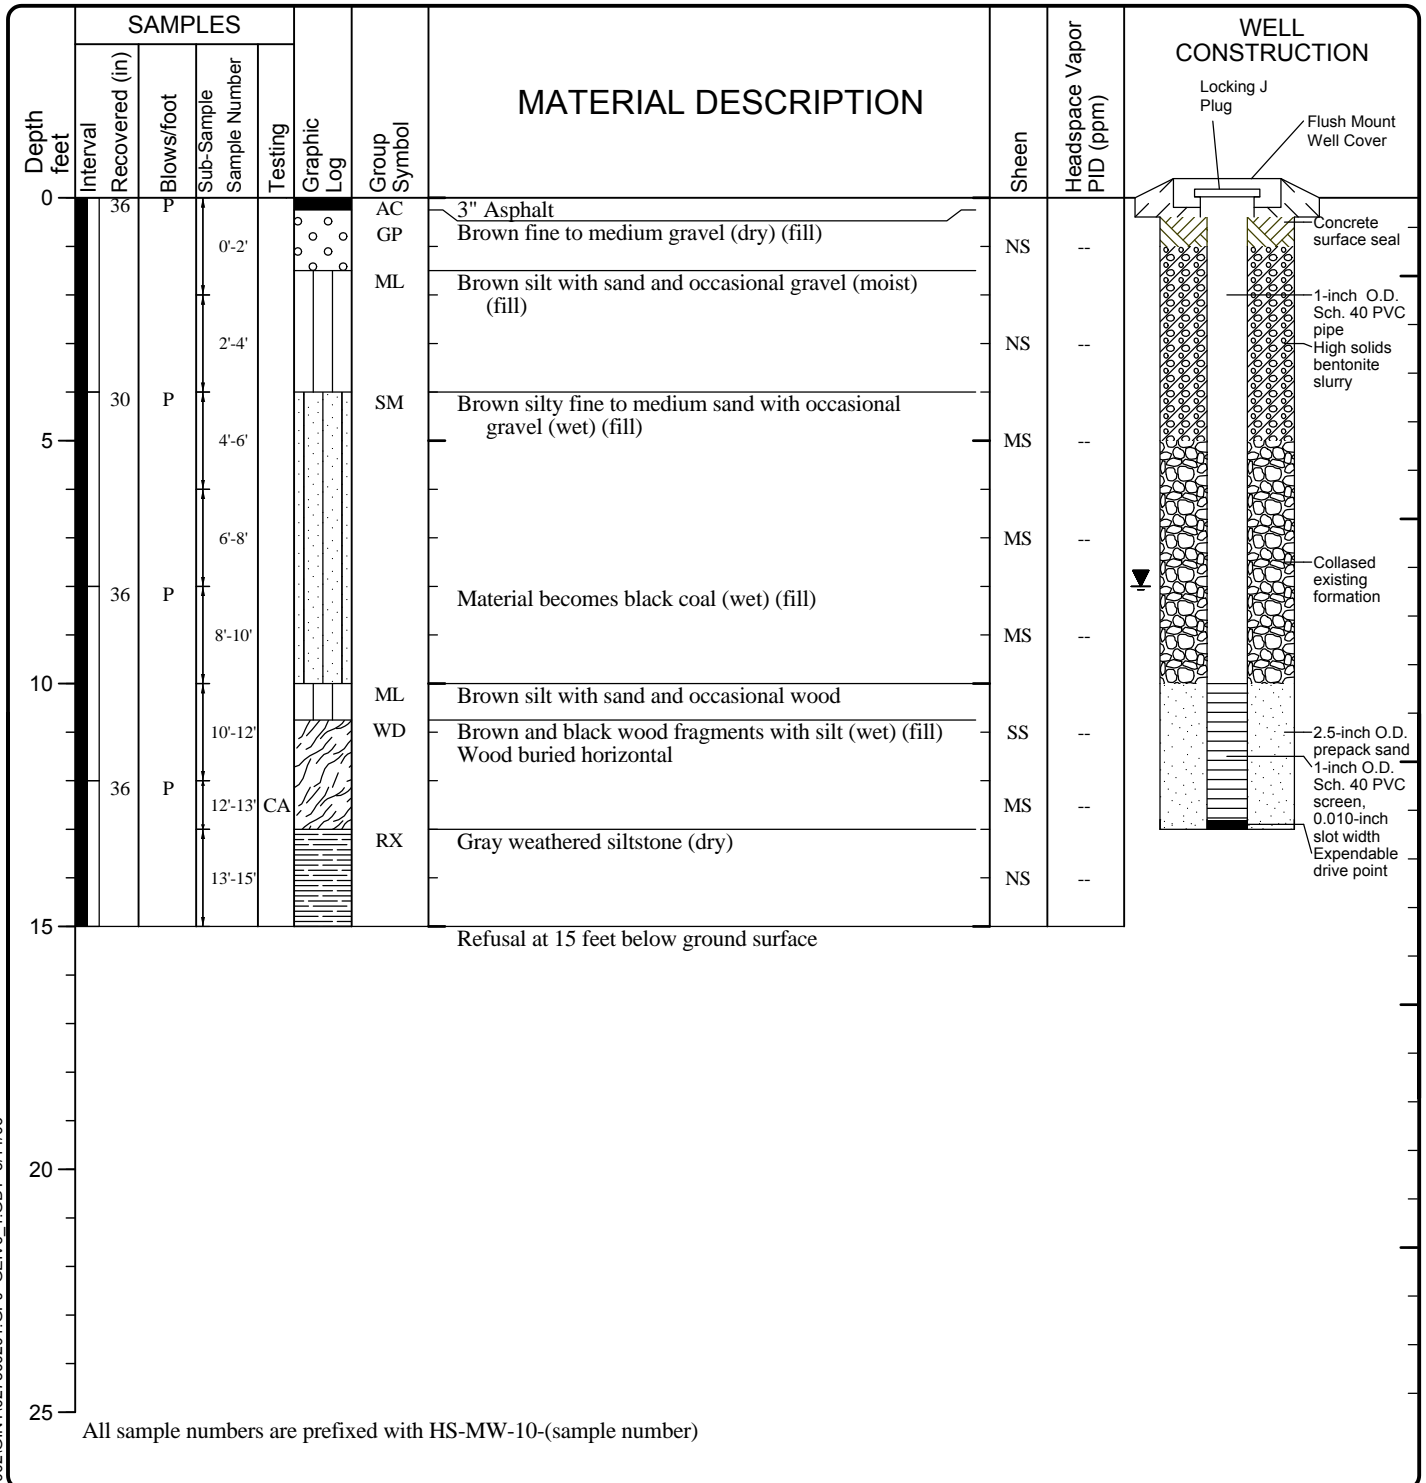 SAMPLES
Depth
feet
Interval
Recovered (in)
Blows/foot
Sub-Sample
Sample Number
Testing
Graphic
Log
Group
Symbol
MATERIAL DESCRIPTION
Sheen
Headspace Vapor
PID (ppm)
WELL
CONSTRUCTION
Locking J
Plug
Flush Mount
Well Cover
0
36 P
AC 3" Asphalt
GP Brown fine to medium gravel (dry) (fill)
0'-2' NS --
Concrete
surface seal
ML Brown silt with sand and occasional gravel (moist)
(fill)
1-inch O.D.
Sch. 40 PVC
pipe
2'-4' NS --
High solids
bentonite
slurry
30 P SM Brown silty fine to medium sand with occasional
gravel (wet) (fill)
5 4'-6' MS --
6'-8' MS --
Collased
existing
formation
36 P Material becomes black coal (wet) (fill)
8'-10' MS --
10
ML Brown silt with sand and occasional wood
10'-12' WD Brown and black wood fragments with silt (wet) (fill) SS --
Wood buried horizontal
2.5-inch O.D.
prepack sand
1-inch O.D.
Sch. 40 PVC
screen,
0.010-inch
slot width
36 P
12'-13' CA MS --
Expendable
drive point
RX Gray weathered siltstone (dry)
13'-15' NS --
15
Refusal at 15 feet below ground surface
20
25
All sample numbers are prefixed with HS-MW-10-(sample number)